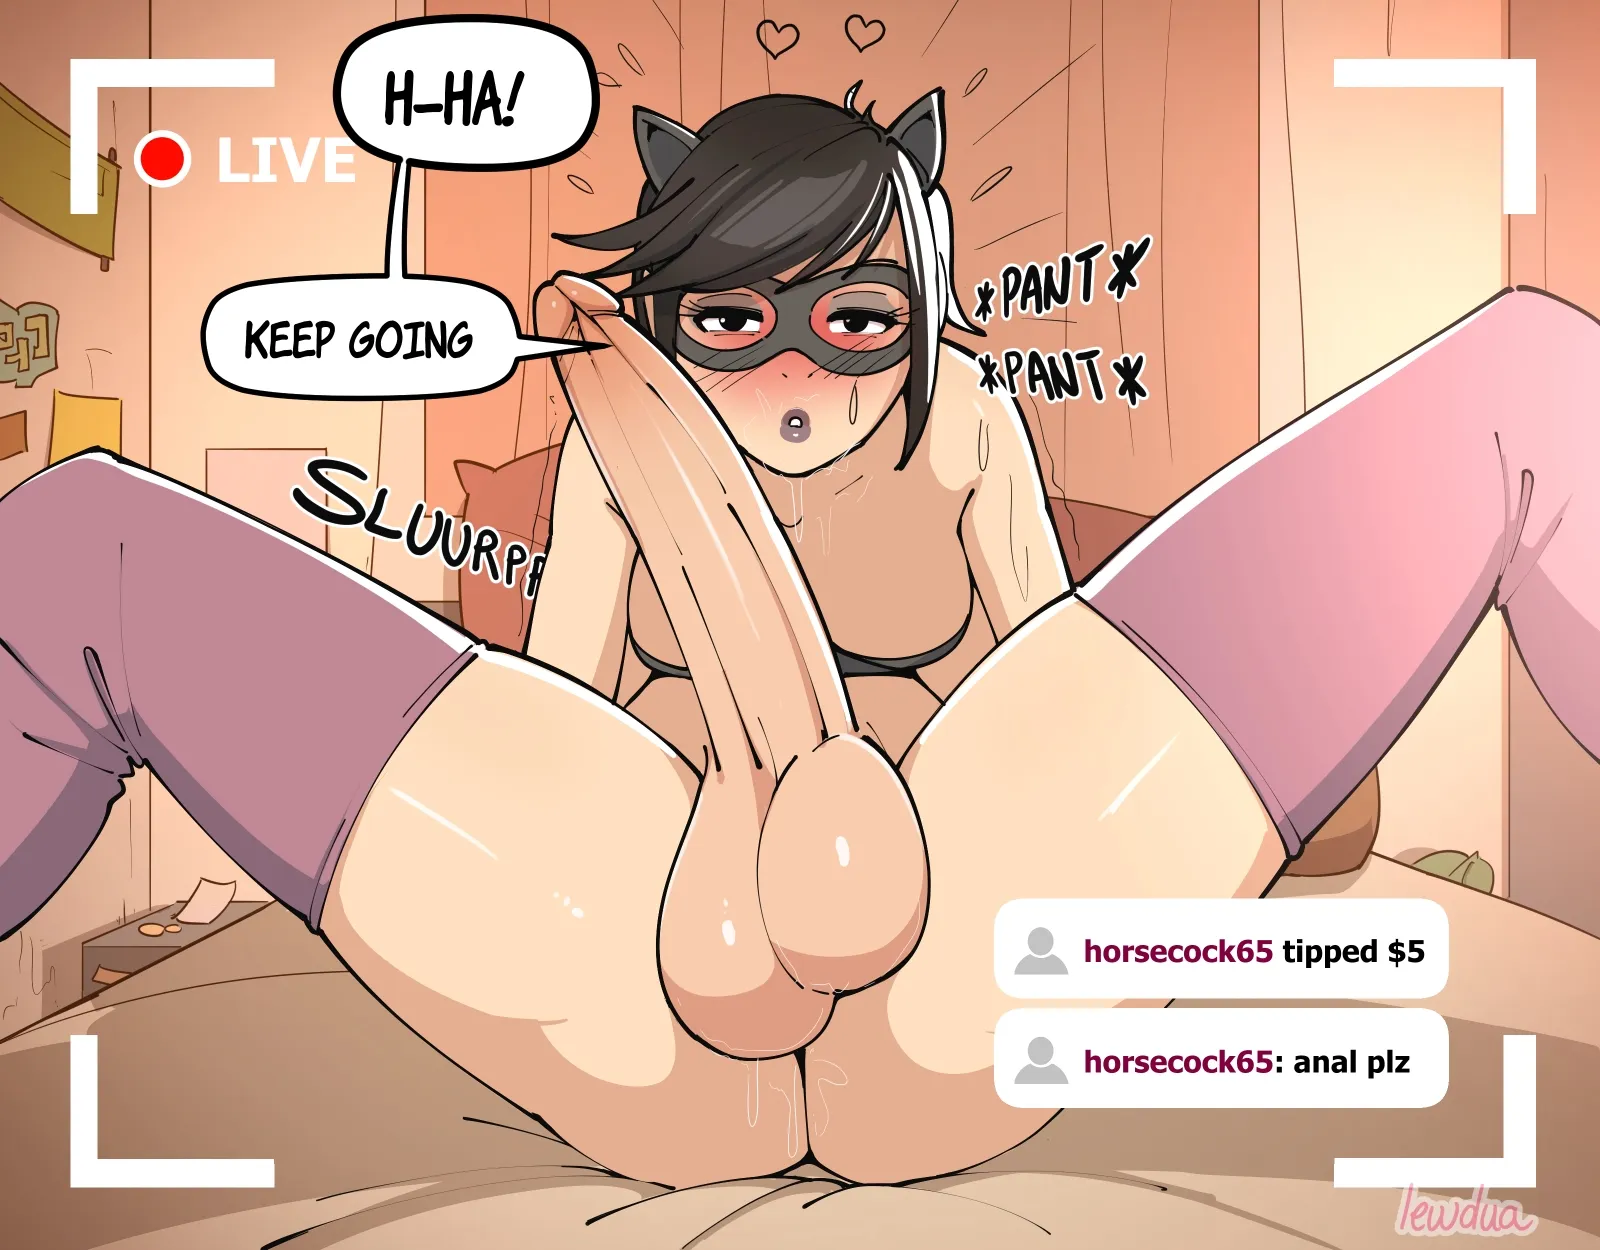 H-HA!
LIVE
KEEP GOING
*PANT*
*PANT*
SLUURP
horsecock65 tipped $5
horsecock65: anal plz
lewdua